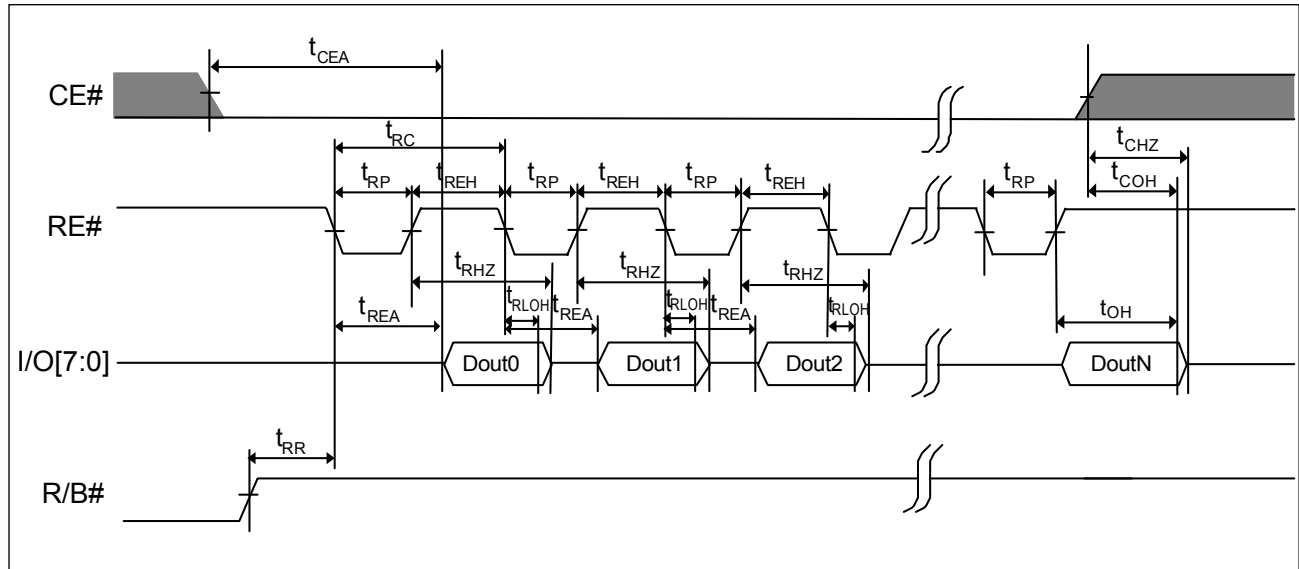 tCEA
CE#
tRC
tCHZ
tRP tREH tRP tREH tRP tREH tRP tCOH
RE#
tRHZ tRHZ tRHZ
tREA tRLOH tREA tRLOH tREA tRLOH tOH
I/O[7:0] Dout0 Dout1 Dout2 DoutN
tRR
R/B#